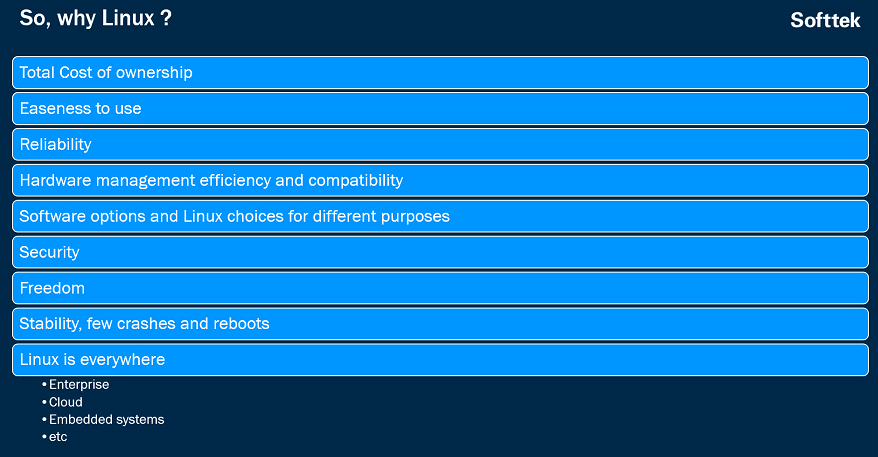 So, why Linux ?
Softtek
Total Cost of ownership
Easeness to use
Reliability
Hardware management efficiency and compatibility
Software options and Linux choices for different purposes
Security
Freedom
Stability, few crashes and reboots
Linux is everywhere
•Enterprise
•Cloud
•Embedded systems
•etc